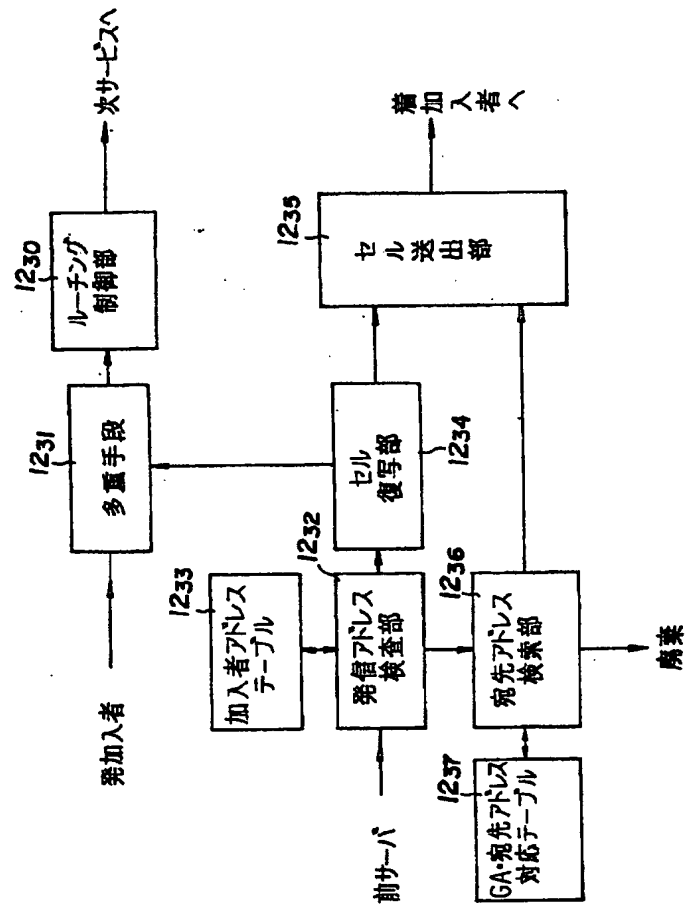 発加入者
12₃₁
多重手段
12₃₀
ルーチング
制御部
次サービスへ
12₃₃
加入者アドレス
テーブル
前サーバ
12₃₂
発信アドレス
検査部
セル
復写部
12₃₄
12₃₅
セル送出部
着加入者へ
12₃₇
GA・宛先アドレス
対応テーブル
12₃₆
宛先アドレス
検索部
廃棄